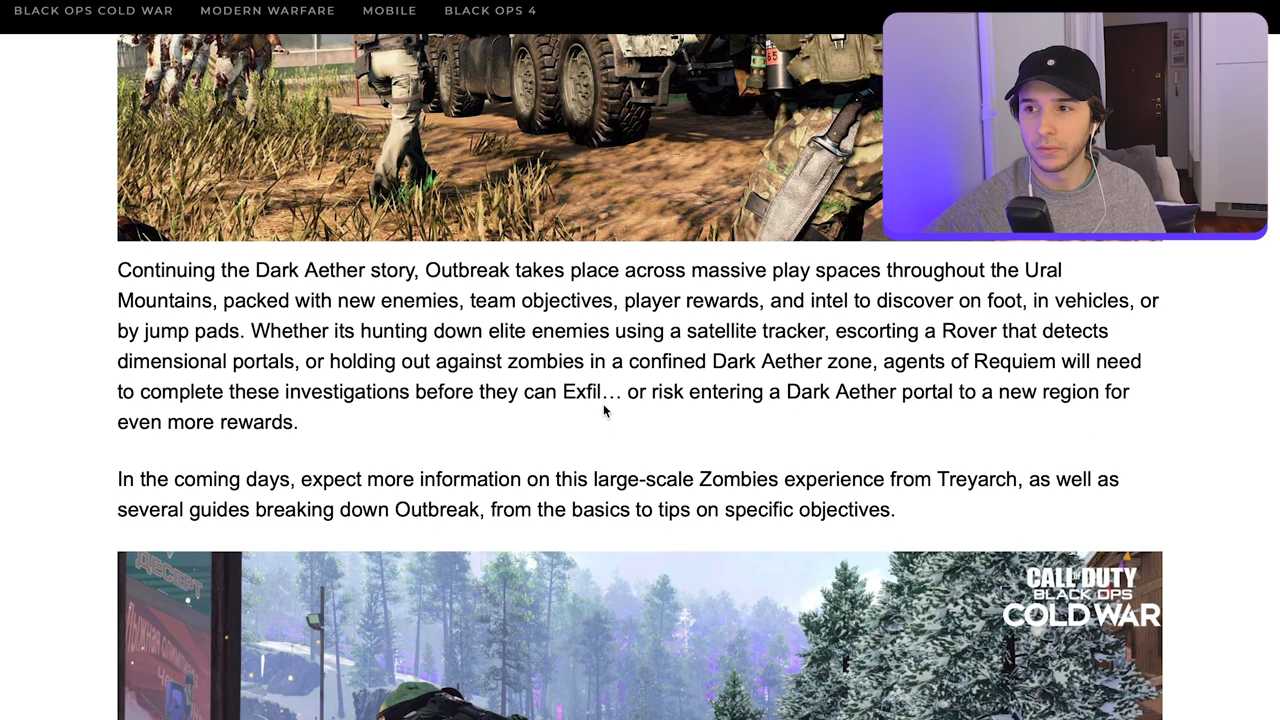 BLACK OPS COLD WAR MODERN WARFARE MOBILE BLACK OPS 4
65
Continuing the Dark Aether story, Outbreak takes place across massive play spaces throughout the Ural
Mountains, packed with new enemies, team objectives, player rewards, and intel to discover on foot, in vehicles, or
by jump pads. Whether its hunting down elite enemies using a satellite tracker, escorting a Rover that detects
dimensional portals, or holding out against zombies in a confined Dark Aether zone, agents of Requiem will need
to complete these investigations before they can Exfil… or risk entering a Dark Aether portal to a new region for
even more rewards.
In the coming days, expect more information on this large-scale Zombies experience from Treyarch, as well as
several guides breaking down Outbreak, from the basics to tips on specific objectives.
ДЕСЕРТ
CALL OF DUTY
BLACK OPS
COLD WAR